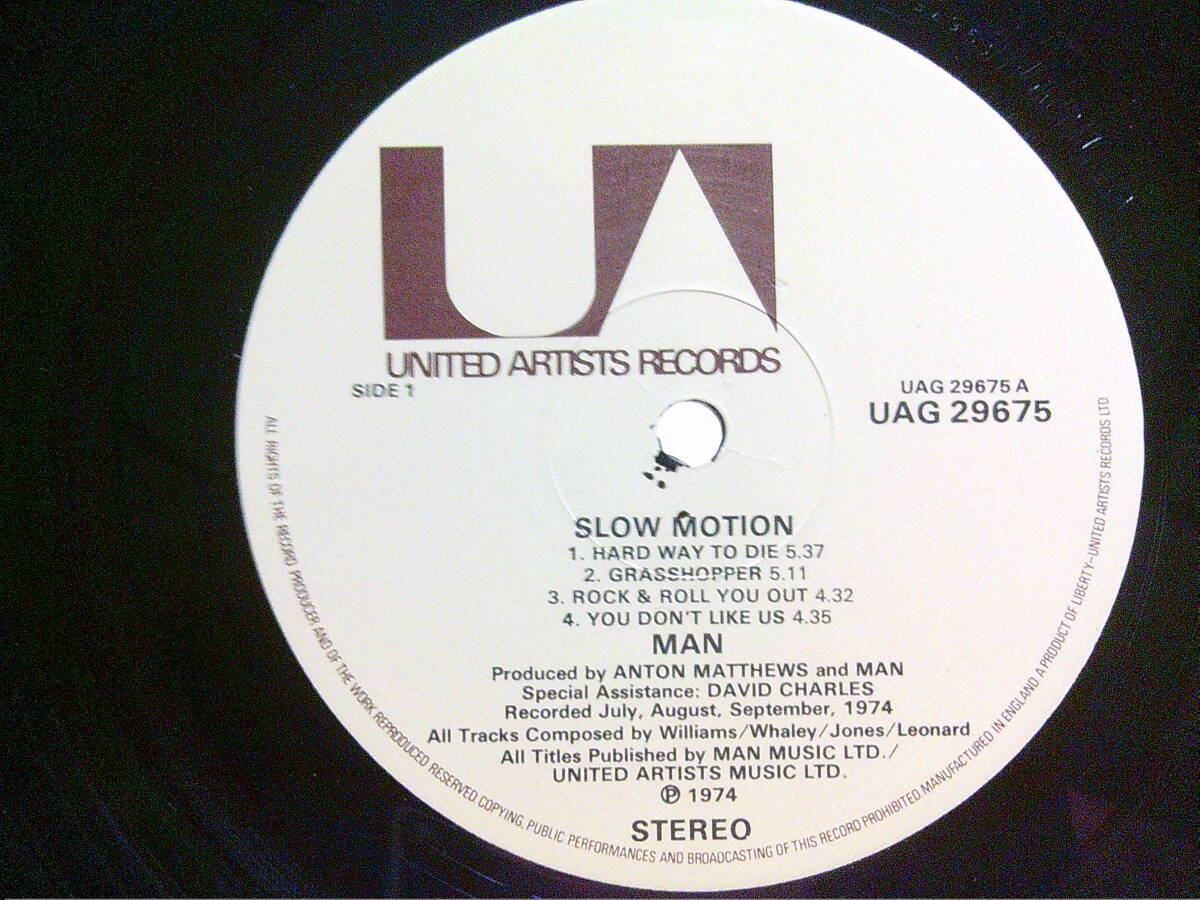 UA
UNITED ARTISTS RECORDS
SIDE 1
UAG 29675 A
UAG 29675
SLOW MOTION
1. HARD WAY TO DIE 5.37
2. GRASSHOPPER 5.11
3. ROCK & ROLL YOU OUT 4.32
4. YOU DON'T LIKE US 4.35
MAN
Produced by ANTON MATTHEWS and MAN
Special Assistance: DAVID CHARLES
Recorded July, August, September, 1974
All Tracks Composed by Williams/Whaley/Jones/Leonard
All Titles Published by MAN MUSIC LTD./
UNITED ARTISTS MUSIC LTD.
℗ 1974
STEREO
ALL RIGHTS OF THE RECORD PRODUCER AND OF THE WORK REPRODUCED RESERVED. COPYING, PUBLIC PERFORMANCES AND BROADCASTING OF THIS RECORD PROHIBITED. MANUFACTURED IN ENGLAND A PRODUCT OF LIBERTY–UNITED ARTISTS RECORDS LTD